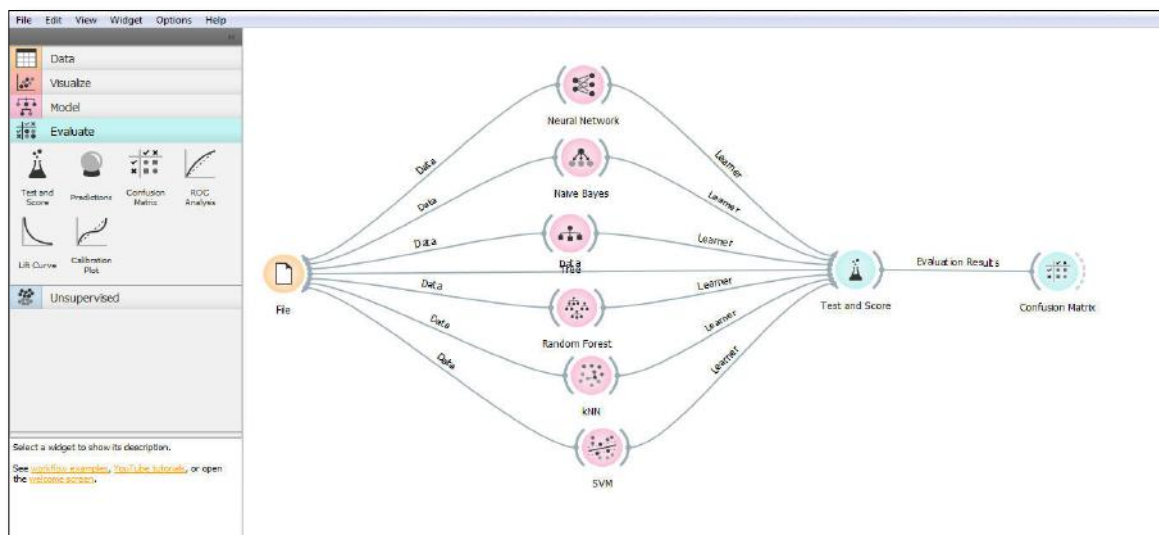 File Edit View Widget Options Help
Data
Visualize
Model
Evaluate
Test and Score
Predictions
Confusion Matrix
ROC Analysis
Lift Curve
Calibration Plot
Unsupervised
Select a widget to show its description.
See workflow examples, YouTube tutorials, or open
the welcome screen.
File
Data
Data
Data
Data
Data
Data
Data
Neural Network
Naive Bayes
Tree
Random Forest
kNN
SVM
Learner
Learner
Learner
Learner
Learner
Learner
Test and Score
Evaluation Results
Confusion Matrix